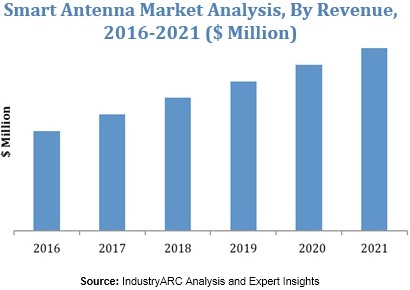 Smart Antenna Market Analysis, By Revenue,
2016-2021 ($ Million)
$ Million
2016 2017 2018 2019 2020 2021
Source: IndustryARC Analysis and Expert Insights